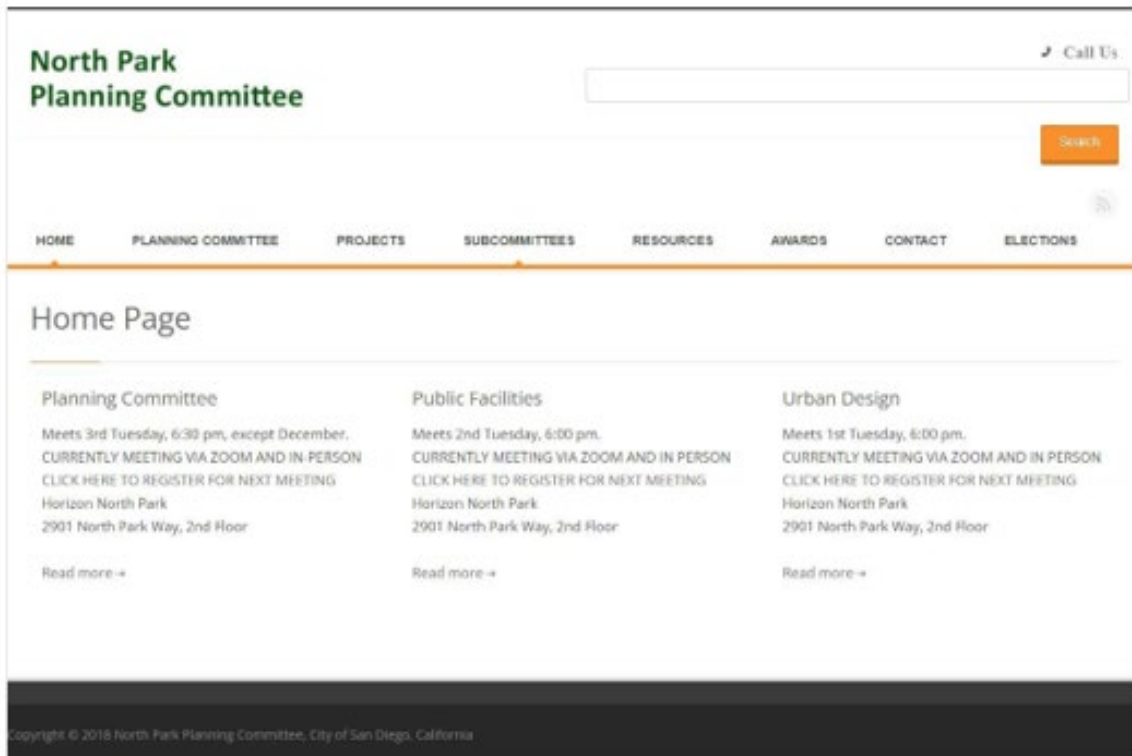 North Park
Planning Committee
Call Us
Search
HOME PLANNING COMMITTEE PROJECTS SUBCOMMITTEES RESOURCES AWARDS CONTACT ELECTIONS
Home Page
Planning Committee
Meets 3rd Tuesday, 6:30 pm, except December.
CURRENTLY MEETING VIA ZOOM AND IN-PERSON
CLICK HERE TO REGISTER FOR NEXT MEETING
Horizon North Park
2901 North Park Way, 2nd Floor
Read more→
Public Facilities
Meets 2nd Tuesday, 6:00 pm.
CURRENTLY MEETING VIA ZOOM AND IN PERSON
CLICK HERE TO REGISTER FOR NEXT MEETING
Horizon North Park
2901 North Park Way, 2nd Floor
Read more→
Urban Design
Meets 1st Tuesday, 6:00 pm.
CURRENTLY MEETING VIA ZOOM AND IN PERSON
CLICK HERE TO REGISTER FOR NEXT MEETING
Horizon North Park
2901 North Park Way, 2nd Floor
Read more→
Copyright © 2018 North Park Planning Committee, City of San Diego, California